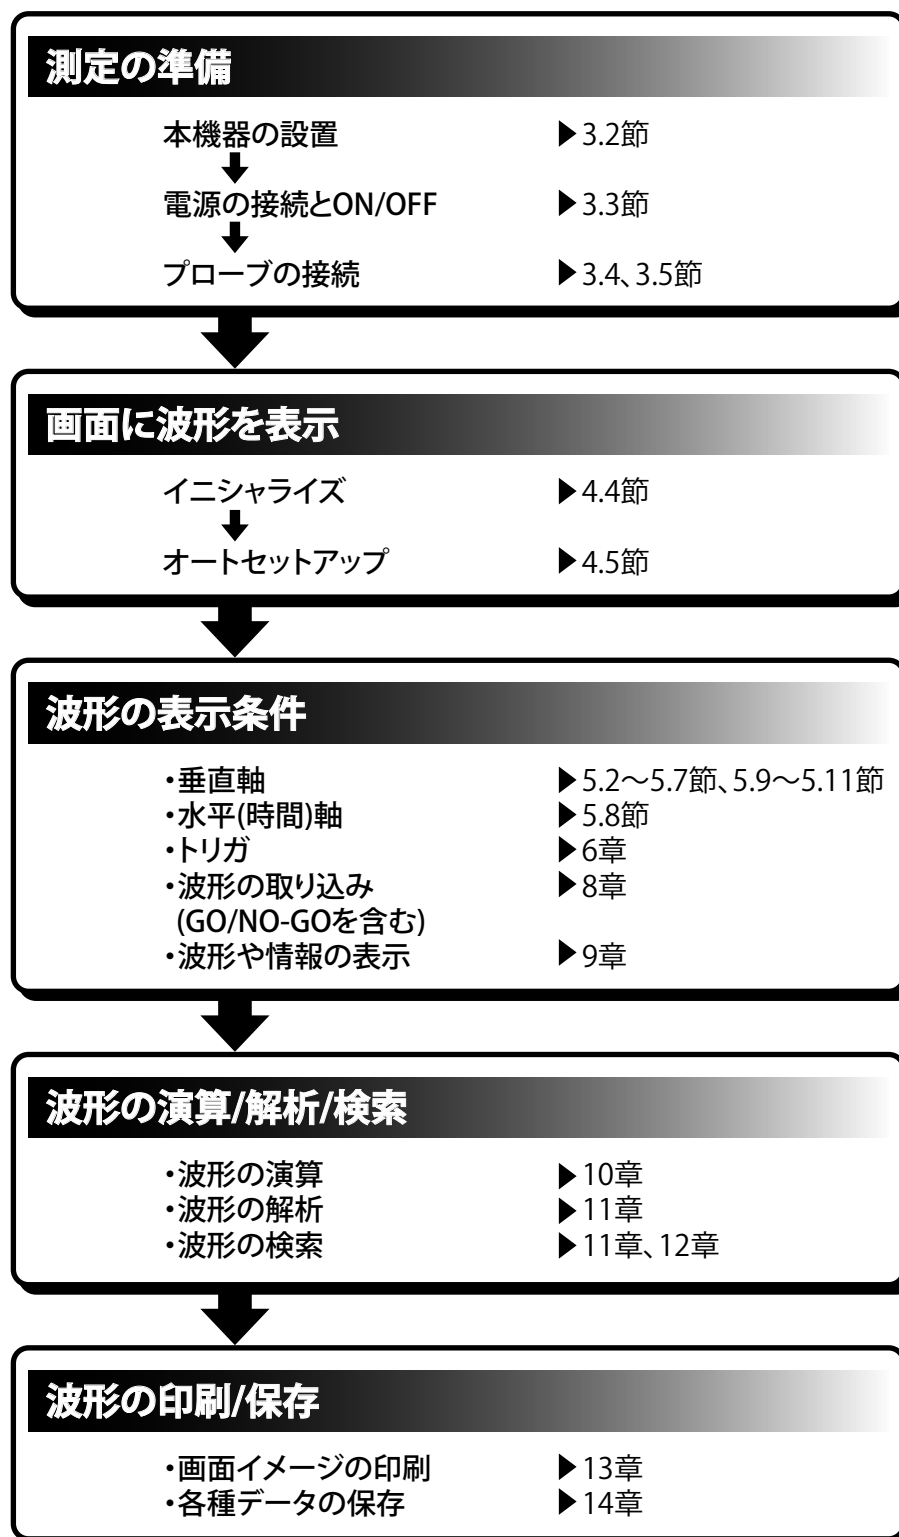 測定の準備
本機器の設置 ▶3.2節
電源の接続とON/OFF ▶3.3節
プローブの接続 ▶3.4、3.5節
画面に波形を表示
イニシャライズ ▶4.4節
オートセットアップ ▶4.5節
波形の表示条件
・垂直軸 ▶5.2〜5.7節、5.9〜5.11節
・水平(時間)軸 ▶5.8節
・トリガ ▶6章
・波形の取り込み ▶8章
(GO/NO-GOを含む)
・波形や情報の表示 ▶9章
波形の演算/解析/検索
・波形の演算 ▶10章
・波形の解析 ▶11章
・波形の検索 ▶11章、12章
波形の印刷/保存
・画面イメージの印刷 ▶13章
・各種データの保存 ▶14章